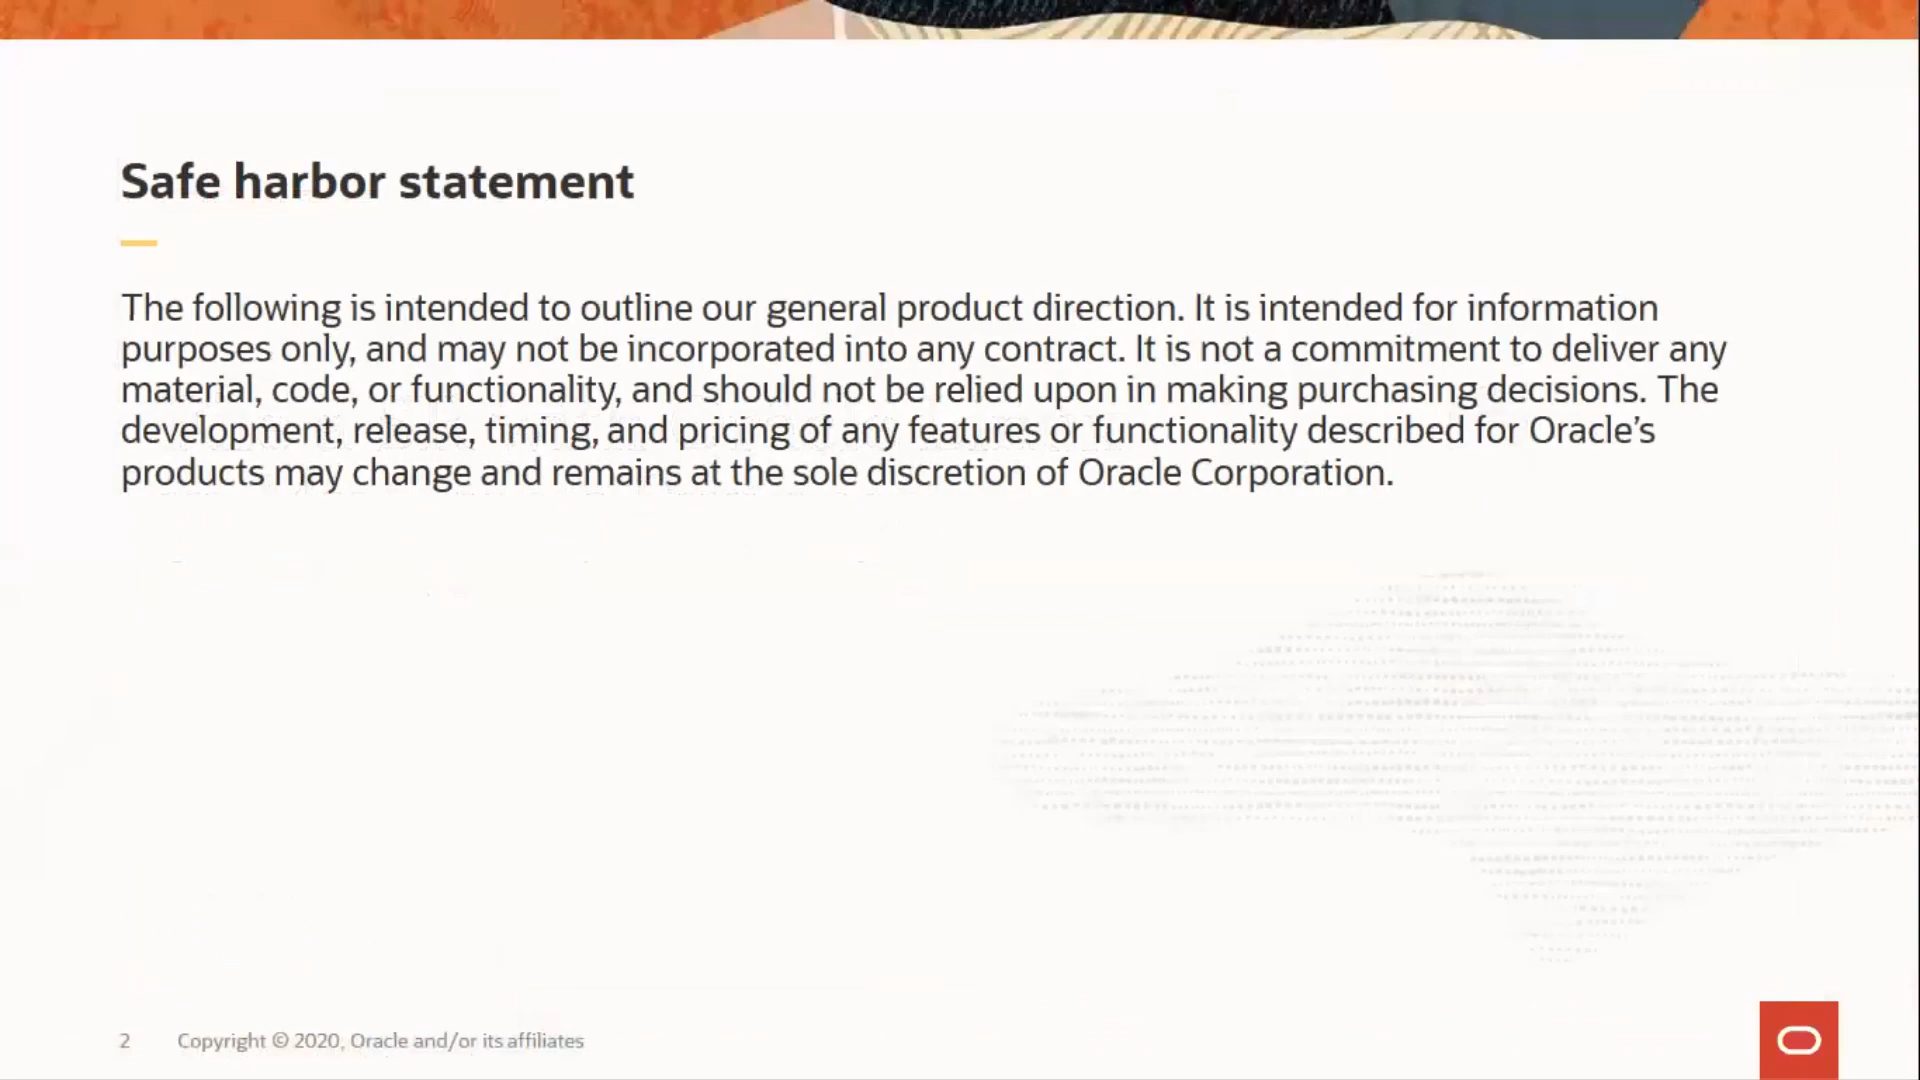 Safe harbor statement
The following is intended to outline our general product direction. It is intended for information
purposes only, and may not be incorporated into any contract. It is not a commitment to deliver any
material, code, or functionality, and should not be relied upon in making purchasing decisions. The
development, release, timing, and pricing of any features or functionality described for Oracle’s
products may change and remains at the sole discretion of Oracle Corporation.
2 Copyright © 2020, Oracle and/or its affiliates